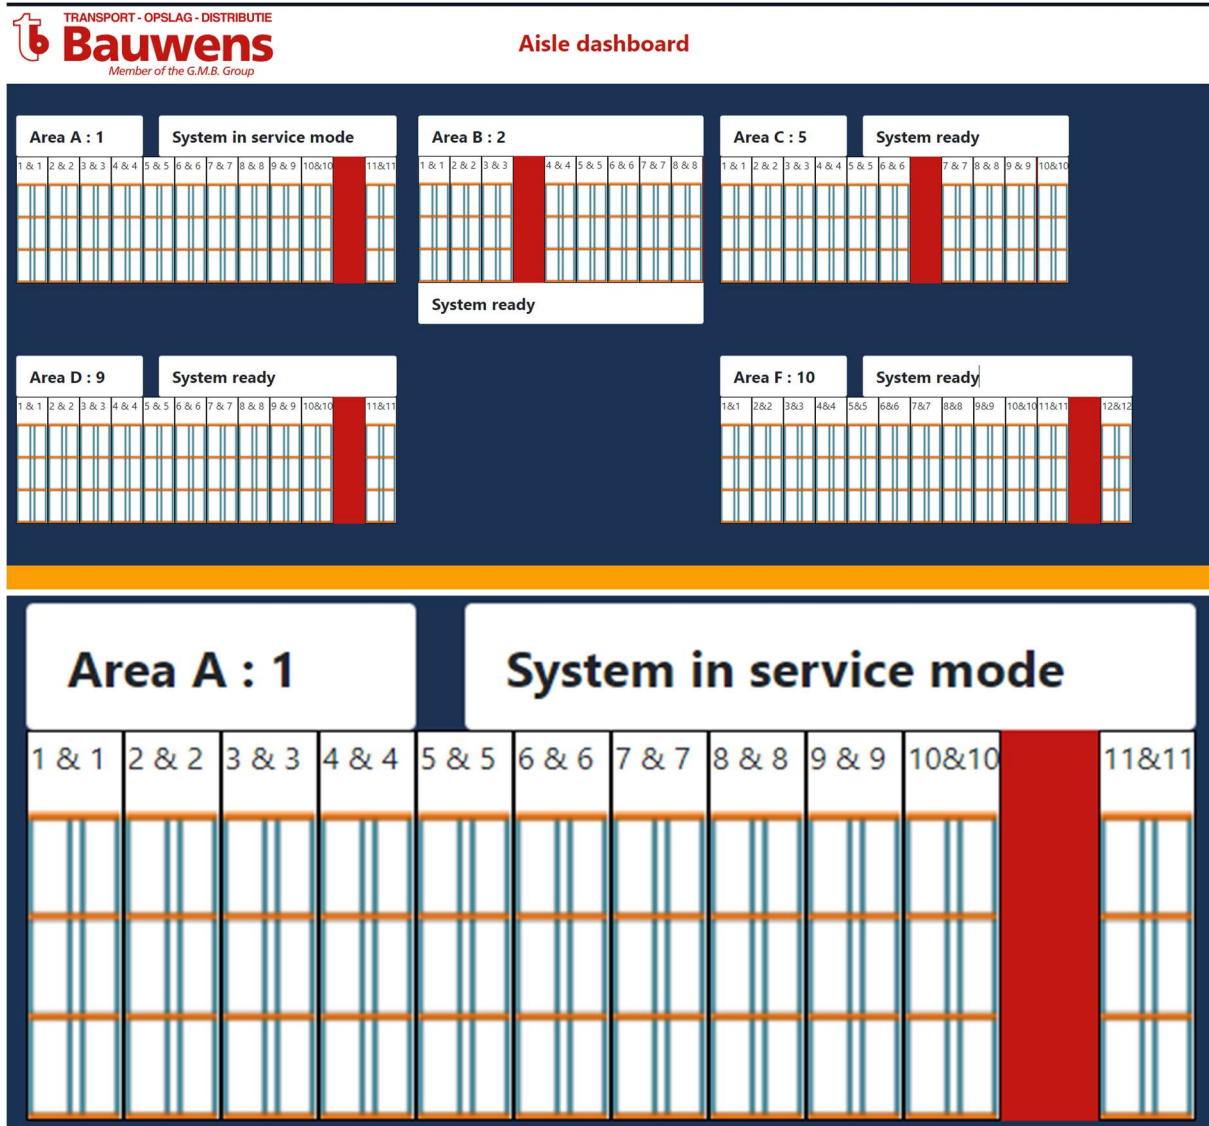 TRANSPORT - OPSLAG - DISTRIBUTIE
tb Bauwens
Member of the G.M.B. Group
Aisle dashboard
Area A : 1 System in service mode
1 & 1 2 & 2 3 & 3 4 & 4 5 & 5 6 & 6 7 & 7 8 & 8 9 & 9 10&10 11&11
Area B : 2
1 & 1 2 & 2 3 & 3 4 & 4 5 & 5 6 & 6 7 & 7 8 & 8
System ready
Area C : 5 System ready
1 & 1 2 & 2 3 & 3 4 & 4 5 & 5 6 & 6 7 & 7 8 & 8 9 & 9 10&10
Area D : 9 System ready
1 & 1 2 & 2 3 & 3 4 & 4 5 & 5 6 & 6 7 & 7 8 & 8 9 & 9 10&10 11&11
Area F : 10 System ready
1&1 2&2 3&3 4&4 5&5 6&6 7&7 8&8 9&9 10&10 11&11 12&12
Area A : 1 System in service mode
1 & 1 2 & 2 3 & 3 4 & 4 5 & 5 6 & 6 7 & 7 8 & 8 9 & 9 10&10 11&11